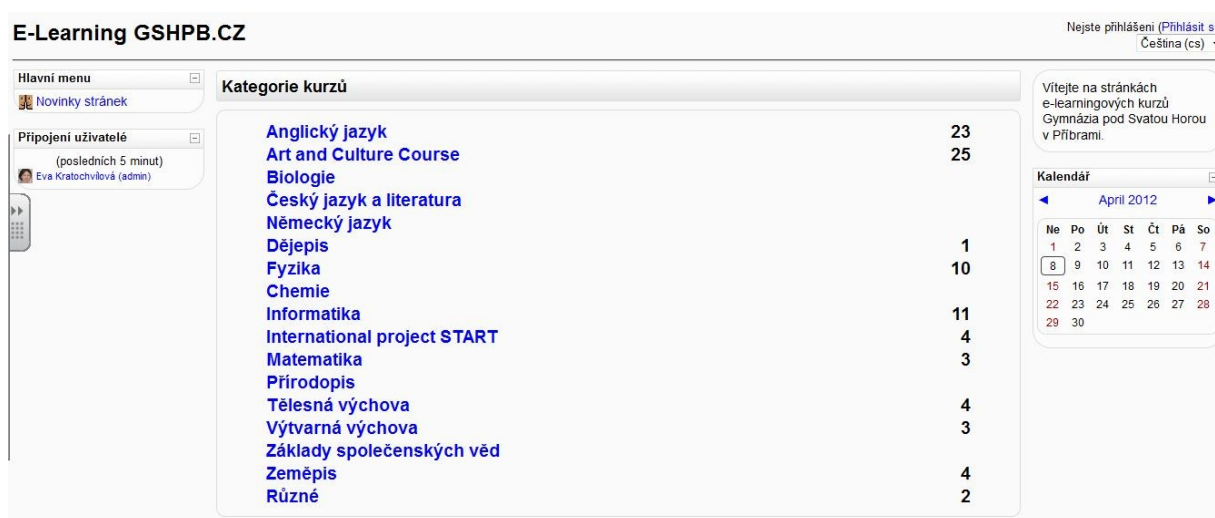 E-Learning GSHPB.CZ
Nejste přihlášeni (Přihlásit s
Čeština (cs)
Hlavní menu
Novinky stránek
Připojení uživatelé
(posledních 5 minut)
Eva Kratochvílová (admin)
Kategorie kurzů
Anglický jazyk 23
Art and Culture Course 25
Biologie
Český jazyk a literatura
Německý jazyk
Dějepis 1
Fyzika 10
Chemie
Informatika 11
International project START 4
Matematika 3
Přírodopis
Tělesná výchova 4
Výtvarná výchova 3
Základy společenských věd
Zeměpis 4
Různé 2
Vítejte na stránkách
e-learningových kurzů
Gymnázia pod Svatou Horou
v Příbrami.
Kalendář
◄ April 2012 ►
Ne Po Út St Čt Pá So
1 2 3 4 5 6 7
8 9 10 11 12 13 14
15 16 17 18 19 20 21
22 23 24 25 26 27 28
29 30